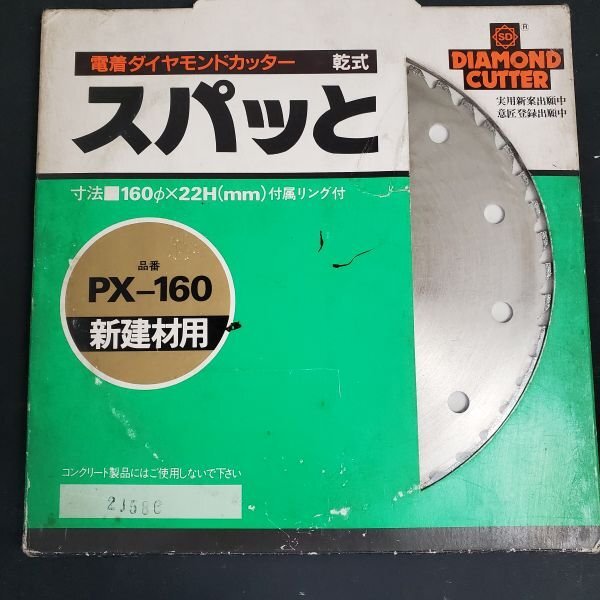 電着ダイヤモンドカッター 乾式
スパッと
SD
®
DIAMOND
CUTTER
実用新案出願中
意匠登録出願中
寸法■160φ×22H(mm)付属リング付
品番
PX-160
新建材用
コンクリート製品にはご使用しないで下さい
2J586